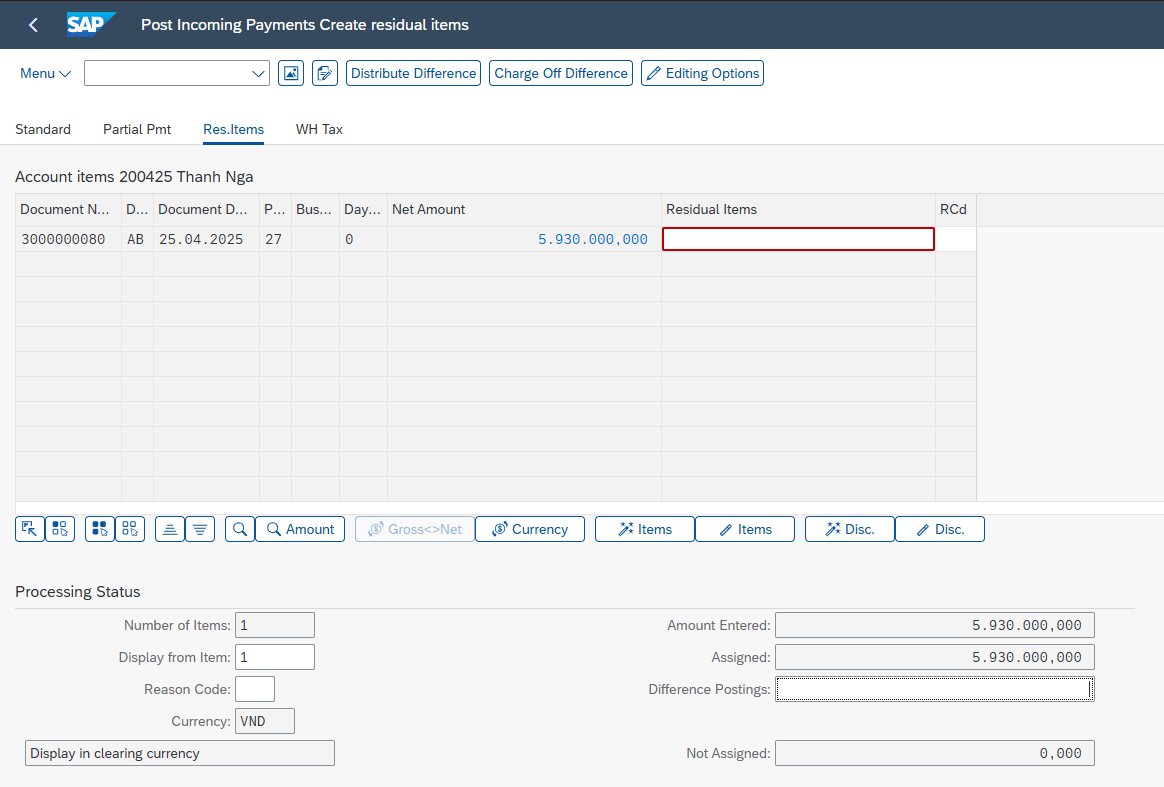 SAP Post Incoming Payments Create residual items
Menu Distribute Difference Charge Off Difference Editing Options
Standard Partial Pmt Res.Items WH Tax
Account items 200425 Thanh Nga
Document N... D... Document D... P... Bus... Day... Net Amount Residual Items RCd
3000000080 AB 25.04.2025 27 0 5.930.000,000
Amount Gross<>Net Currency Items Items Disc. Disc.
Processing Status
Number of Items: 1 Amount Entered: 5.930.000,000
Display from Item: 1 Assigned: 5.930.000,000
Reason Code: Difference Postings:
Currency: VND
Display in clearing currency Not Assigned: 0,000